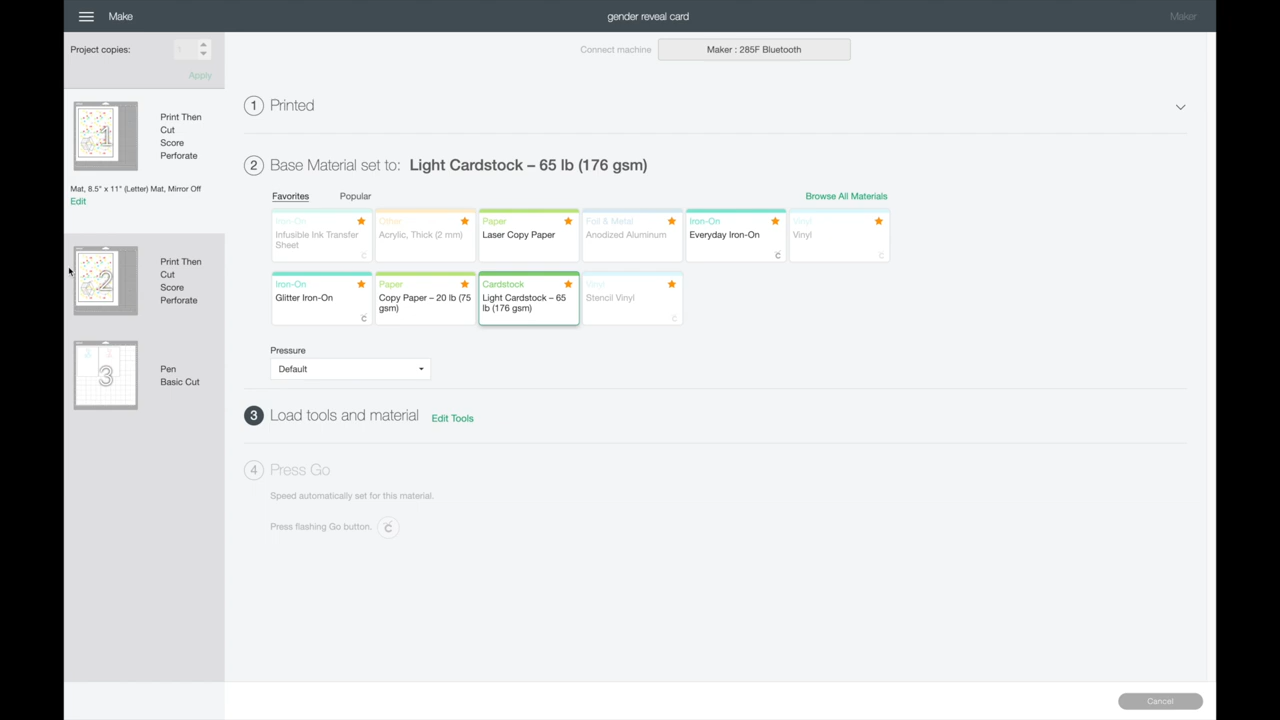 Make
gender reveal card
Maker
Project copies:
1
Apply
Connect machine
Maker : 285F Bluetooth
1
Print Then
Cut
Score
Perforate
Mat, 8.5" x 11" (Letter) Mat, Mirror Off
Edit
2
Print Then
Cut
Score
Perforate
3
Pen
Basic Cut
1 Printed
2 Base Material set to: Light Cardstock – 65 lb (176 gsm)
Favorites
Popular
Browse All Materials
Iron-On
Infusible Ink Transfer
Sheet
Other
Acrylic, Thick (2 mm)
Paper
Laser Copy Paper
Foil & Metal
Anodized Aluminum
Iron-On
Everyday Iron-On
Vinyl
Vinyl
Iron-On
Glitter Iron-On
Paper
Copy Paper – 20 lb (75
gsm)
Cardstock
Light Cardstock – 65
lb (176 gsm)
Vinyl
Stencil Vinyl
Pressure
Default
3 Load tools and material Edit Tools
4 Press Go
Speed automatically set for this material.
Press flashing Go button.
Cancel